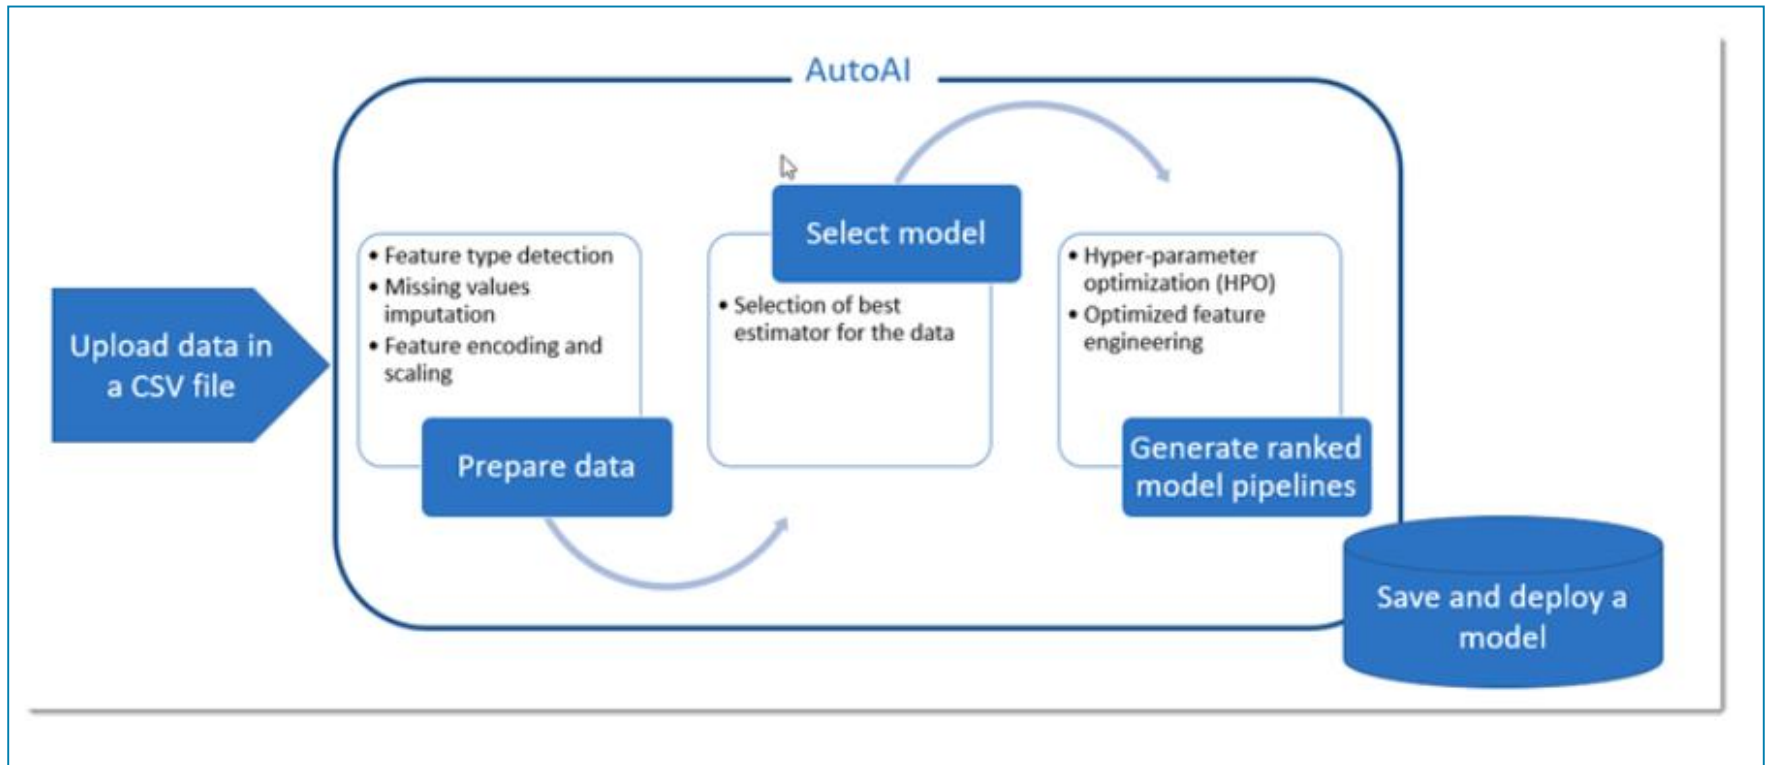 AutoAI
Upload data in
a CSV file
• Feature type detection
• Missing values
imputation
• Feature encoding and
scaling
Prepare data
Select model
• Selection of best
estimator for the data
• Hyper-parameter
optimization (HPO)
• Optimized feature
engineering
Generate ranked
model pipelines
Save and deploy a
model